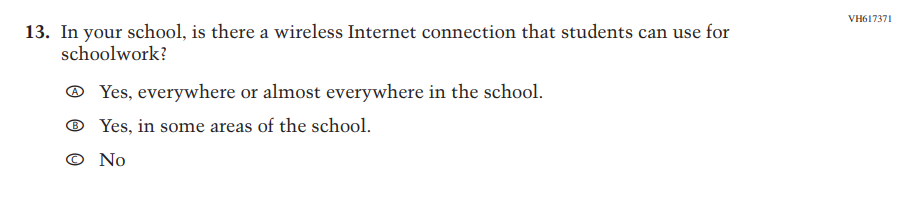 VH617371
13. In your school, is there a wireless Internet connection that students can use for
schoolwork?
A Yes, everywhere or almost everywhere in the school.
B Yes, in some areas of the school.
C No